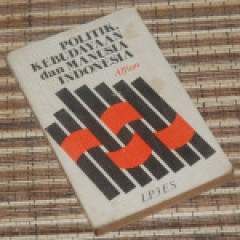 POLITIK,
KEBUDAYAAN
dan MANUSIA
INDONESIA
Alfian
LP3ES